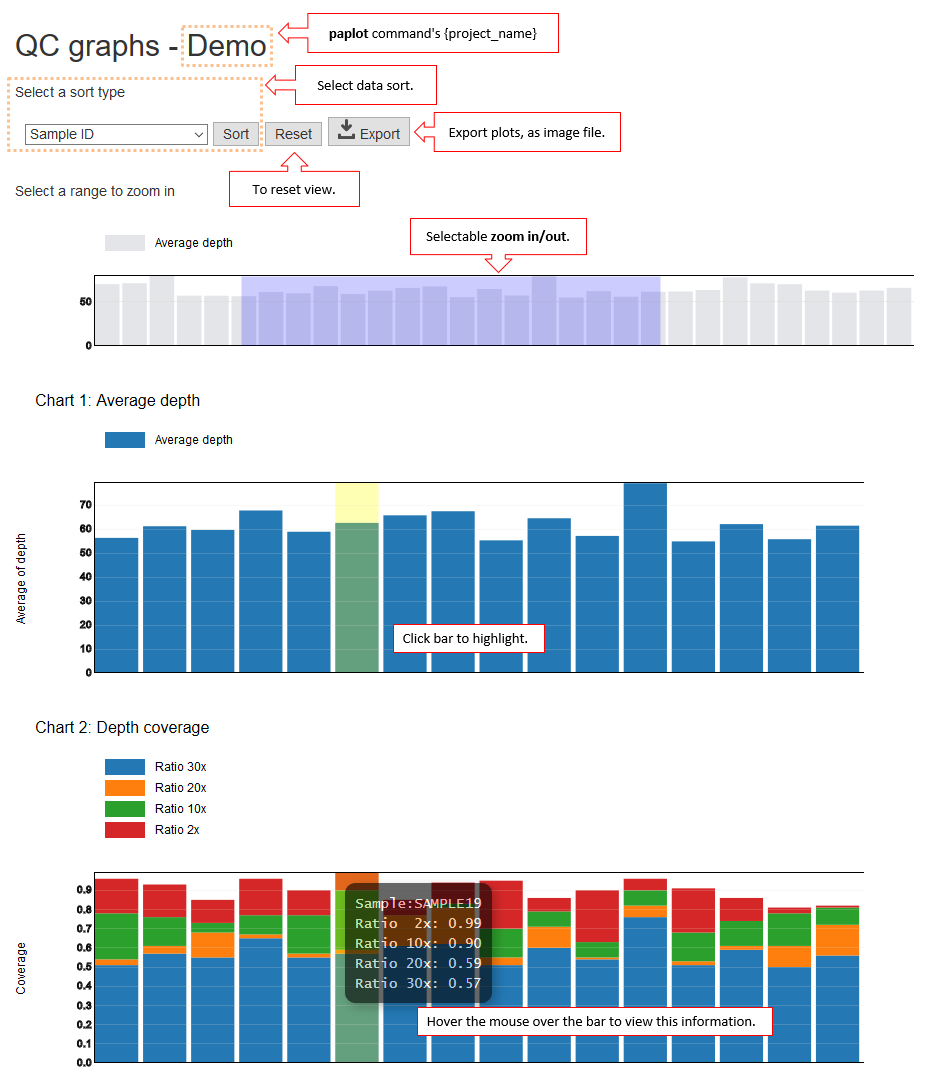 QC graphs - Demo
paplot command's {project_name}
Select a sort type
Select data sort.
Sample ID
Sort
Reset
Export
Export plots, as image file.
To reset view.
Select a range to zoom in
Selectable zoom in/out.
Average depth
50
0
Chart 1: Average depth
Average depth
Average of depth
70
60
50
40
30
20
10
0
Click bar to highlight.
Chart 2: Depth coverage
Ratio 30x
Ratio 20x
Ratio 10x
Ratio 2x
Coverage
0.9
0.8
0.7
0.6
0.5
0.4
0.3
0.2
0.1
0.0
Sample:SAMPLE19
Ratio 2x: 0.99
Ratio 10x: 0.90
Ratio 20x: 0.59
Ratio 30x: 0.57
Hover the mouse over the bar to view this information.